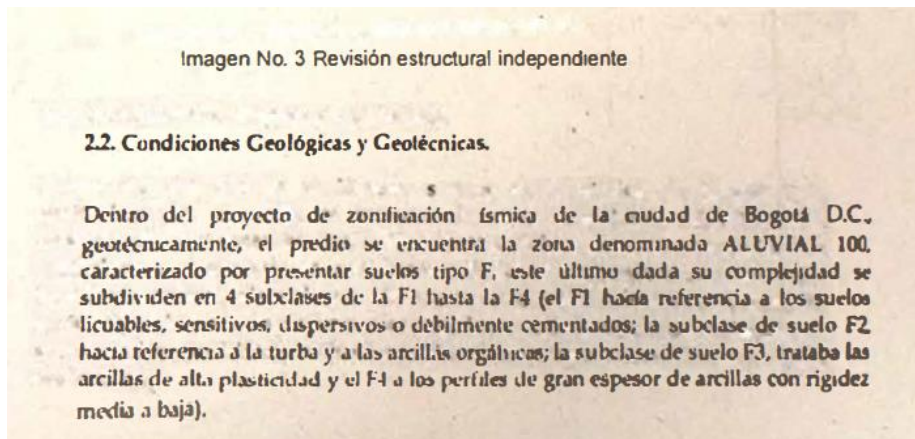 Imagen No. 3 Revisión estructural independiente
2.2. Condiciones Geológicas y Geotécnicas.
s
Dentro del proyecto de zonificación ísmica de la ciudad de Bogotá D.C.,
geotécnicamente, el predio se encuentra la zona denominada ALUVIAL 100,
caracterizado por presentar suelos tipo F, este último dada su complejidad se
subdividen en 4 subclases de la F1 hasta la F4 (el F1 hacía referencia a los suelos
licuables, sensitivos, dispersivos o débilmente cementados; la subclase de suelo F2
hacía referencia a la turba y a las arcillas orgánicas; la subclase de suelo F3, trataba las
arcillas de alta plasticidad y el F4 a los perfiles de gran espesor de arcillas con rigidez
media a baja).